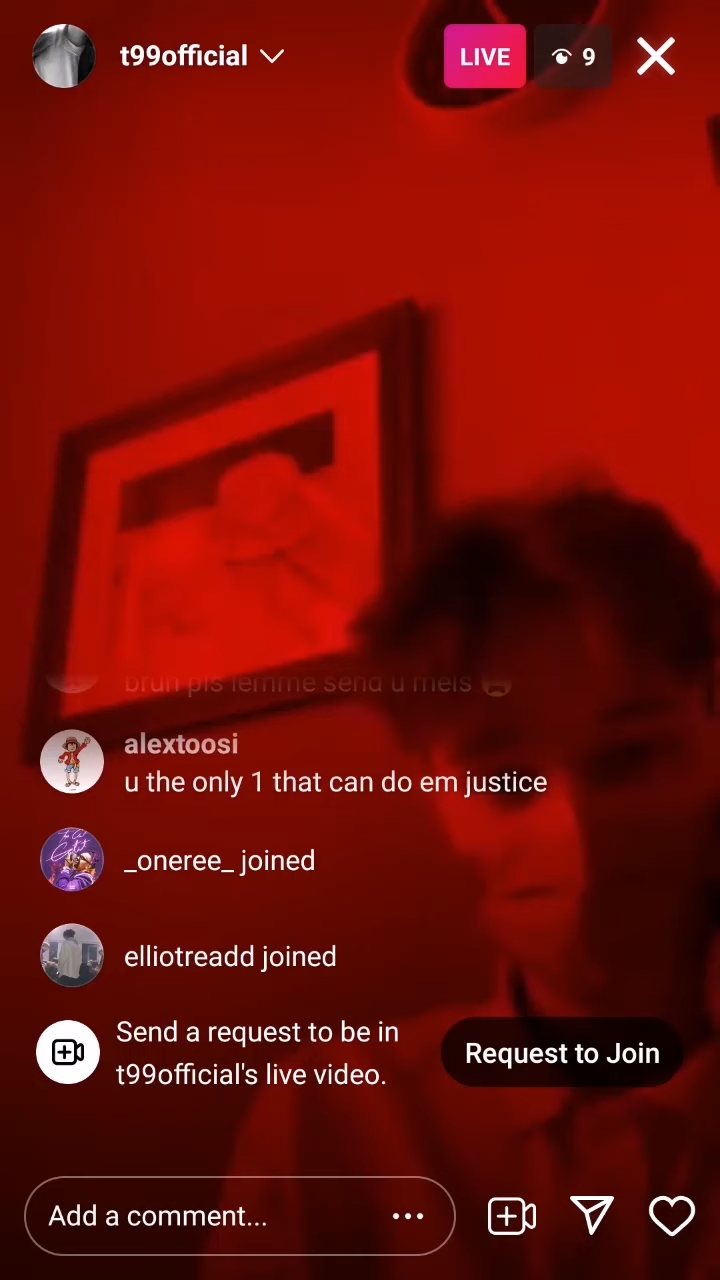 t99official
LIVE
9
bruh pls lemme send u mels
alextoosi
u the only 1 that can do em justice
_oneree_ joined
elliotreadd joined
Send a request to be in
t99official's live video.
Request to Join
Add a comment...